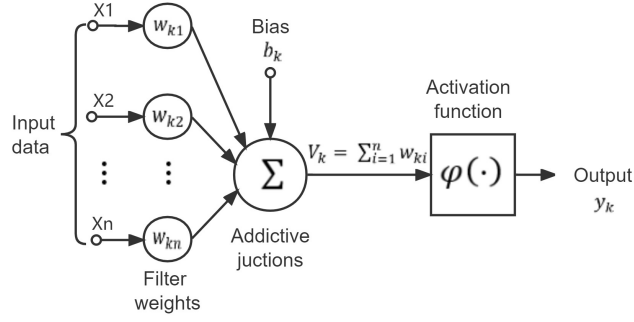 X1
w_{k1}
Bias
b_k
Activation
function
X2
w_{k2}
Input
data
V_k = \sum_{i=1}^{n} w_{ki}
Σ
φ(·)
Output
y_k
Xn
w_{kn}
Addictive
juctions
Filter
weights